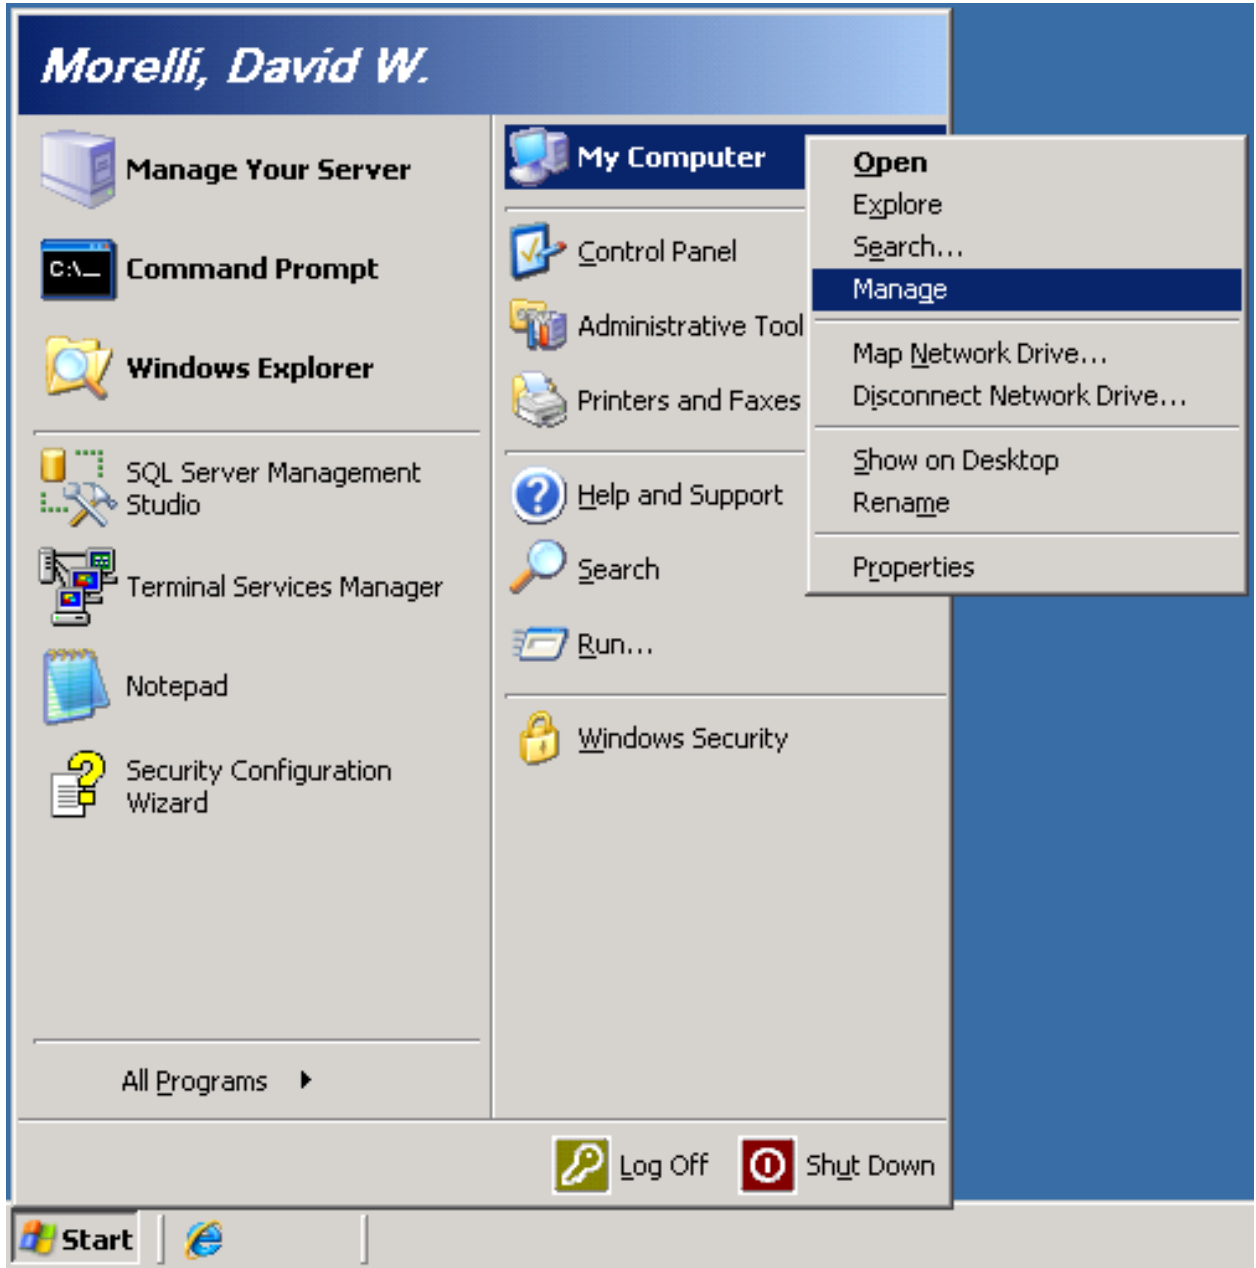 Morelli, David W.
Manage Your Server
Command Prompt
Windows Explorer
SQL Server Management
Studio
Terminal Services Manager
Notepad
Security Configuration
Wizard
All Programs
My Computer
Control Panel
Administrative Tool
Printers and Faxes
Help and Support
Search
Run...
Windows Security
Open
Explore
Search...
Manage
Map Network Drive...
Disconnect Network Drive...
Show on Desktop
Rename
Properties
Log Off
Shut Down
Start
C:\_